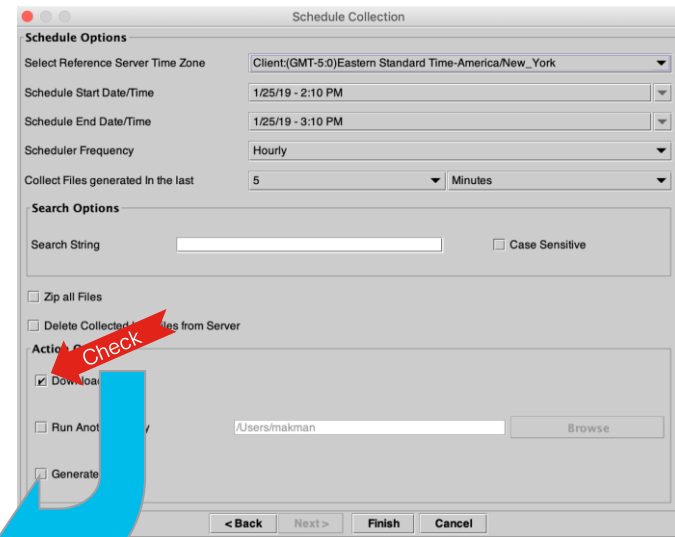 Schedule Collection
Schedule Options
Select Reference Server Time Zone Client:(GMT-5:0)Eastern Standard Time-America/New_York
Schedule Start Date/Time 1/25/19 - 2:10 PM
Schedule End Date/Time 1/25/19 - 3:10 PM
Scheduler Frequency Hourly
Collect Files generated In the last 5 Minutes
Search Options
Search String Case Sensitive
Zip all Files
Delete Collected files from Server
Check
Download
Run /Users/makman Browse
Generate
< Back Next > Finish Cancel